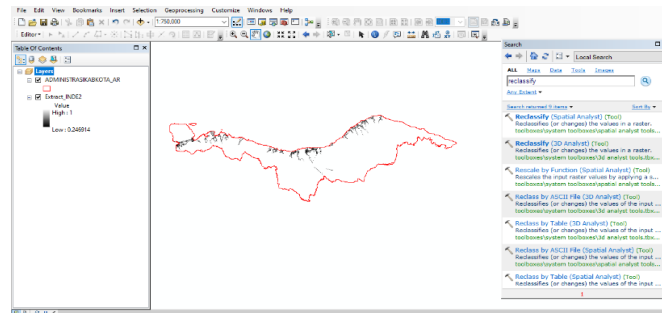 File Edit View Bookmarks Insert Selection Geoprocessing Customize Windows Help
1:750,000
Editor
Table Of Contents
Layers
ADMINISTRASIKABKOTA_AR
Extract_INDE2
Value
High : 1
Low : 0.246914
Search
Local Search
ALL Maps Data Tools Images
reclassify
Any Extent
Search returned 9 items Sort By
Reclassify (Spatial Analyst) (Tool)
Reclassifies (or changes) the values in a raster.
toolboxes\system toolboxes\spatial analyst tools...
Reclassify (3D Analyst) (Tool)
Reclassifies (or changes) the values in a raster.
toolboxes\system toolboxes\3d analyst tools.tbx...
Rescale by Function (Spatial Analyst) (Tool)
Rescales the input raster values by applying a s...
toolboxes\system toolboxes\spatial analyst tools...
Reclass by ASCII File (3D Analyst) (Tool)
Reclassifies (or changes) the values of the input ...
toolboxes\system toolboxes\3d analyst tools.tbx...
Reclass by Table (3D Analyst) (Tool)
Reclassifies (or changes) the values of the input ...
toolboxes\system toolboxes\3d analyst tools.tbx...
Reclass by ASCII File (Spatial Analyst) (Tool)
Reclassifies (or changes) the values of the input ...
toolboxes\system toolboxes\spatial analyst tools...
Reclass by Table (Spatial Analyst) (Tool)
Reclassifies (or changes) the values of the input ...
toolboxes\system toolboxes\spatial analyst tools...
1